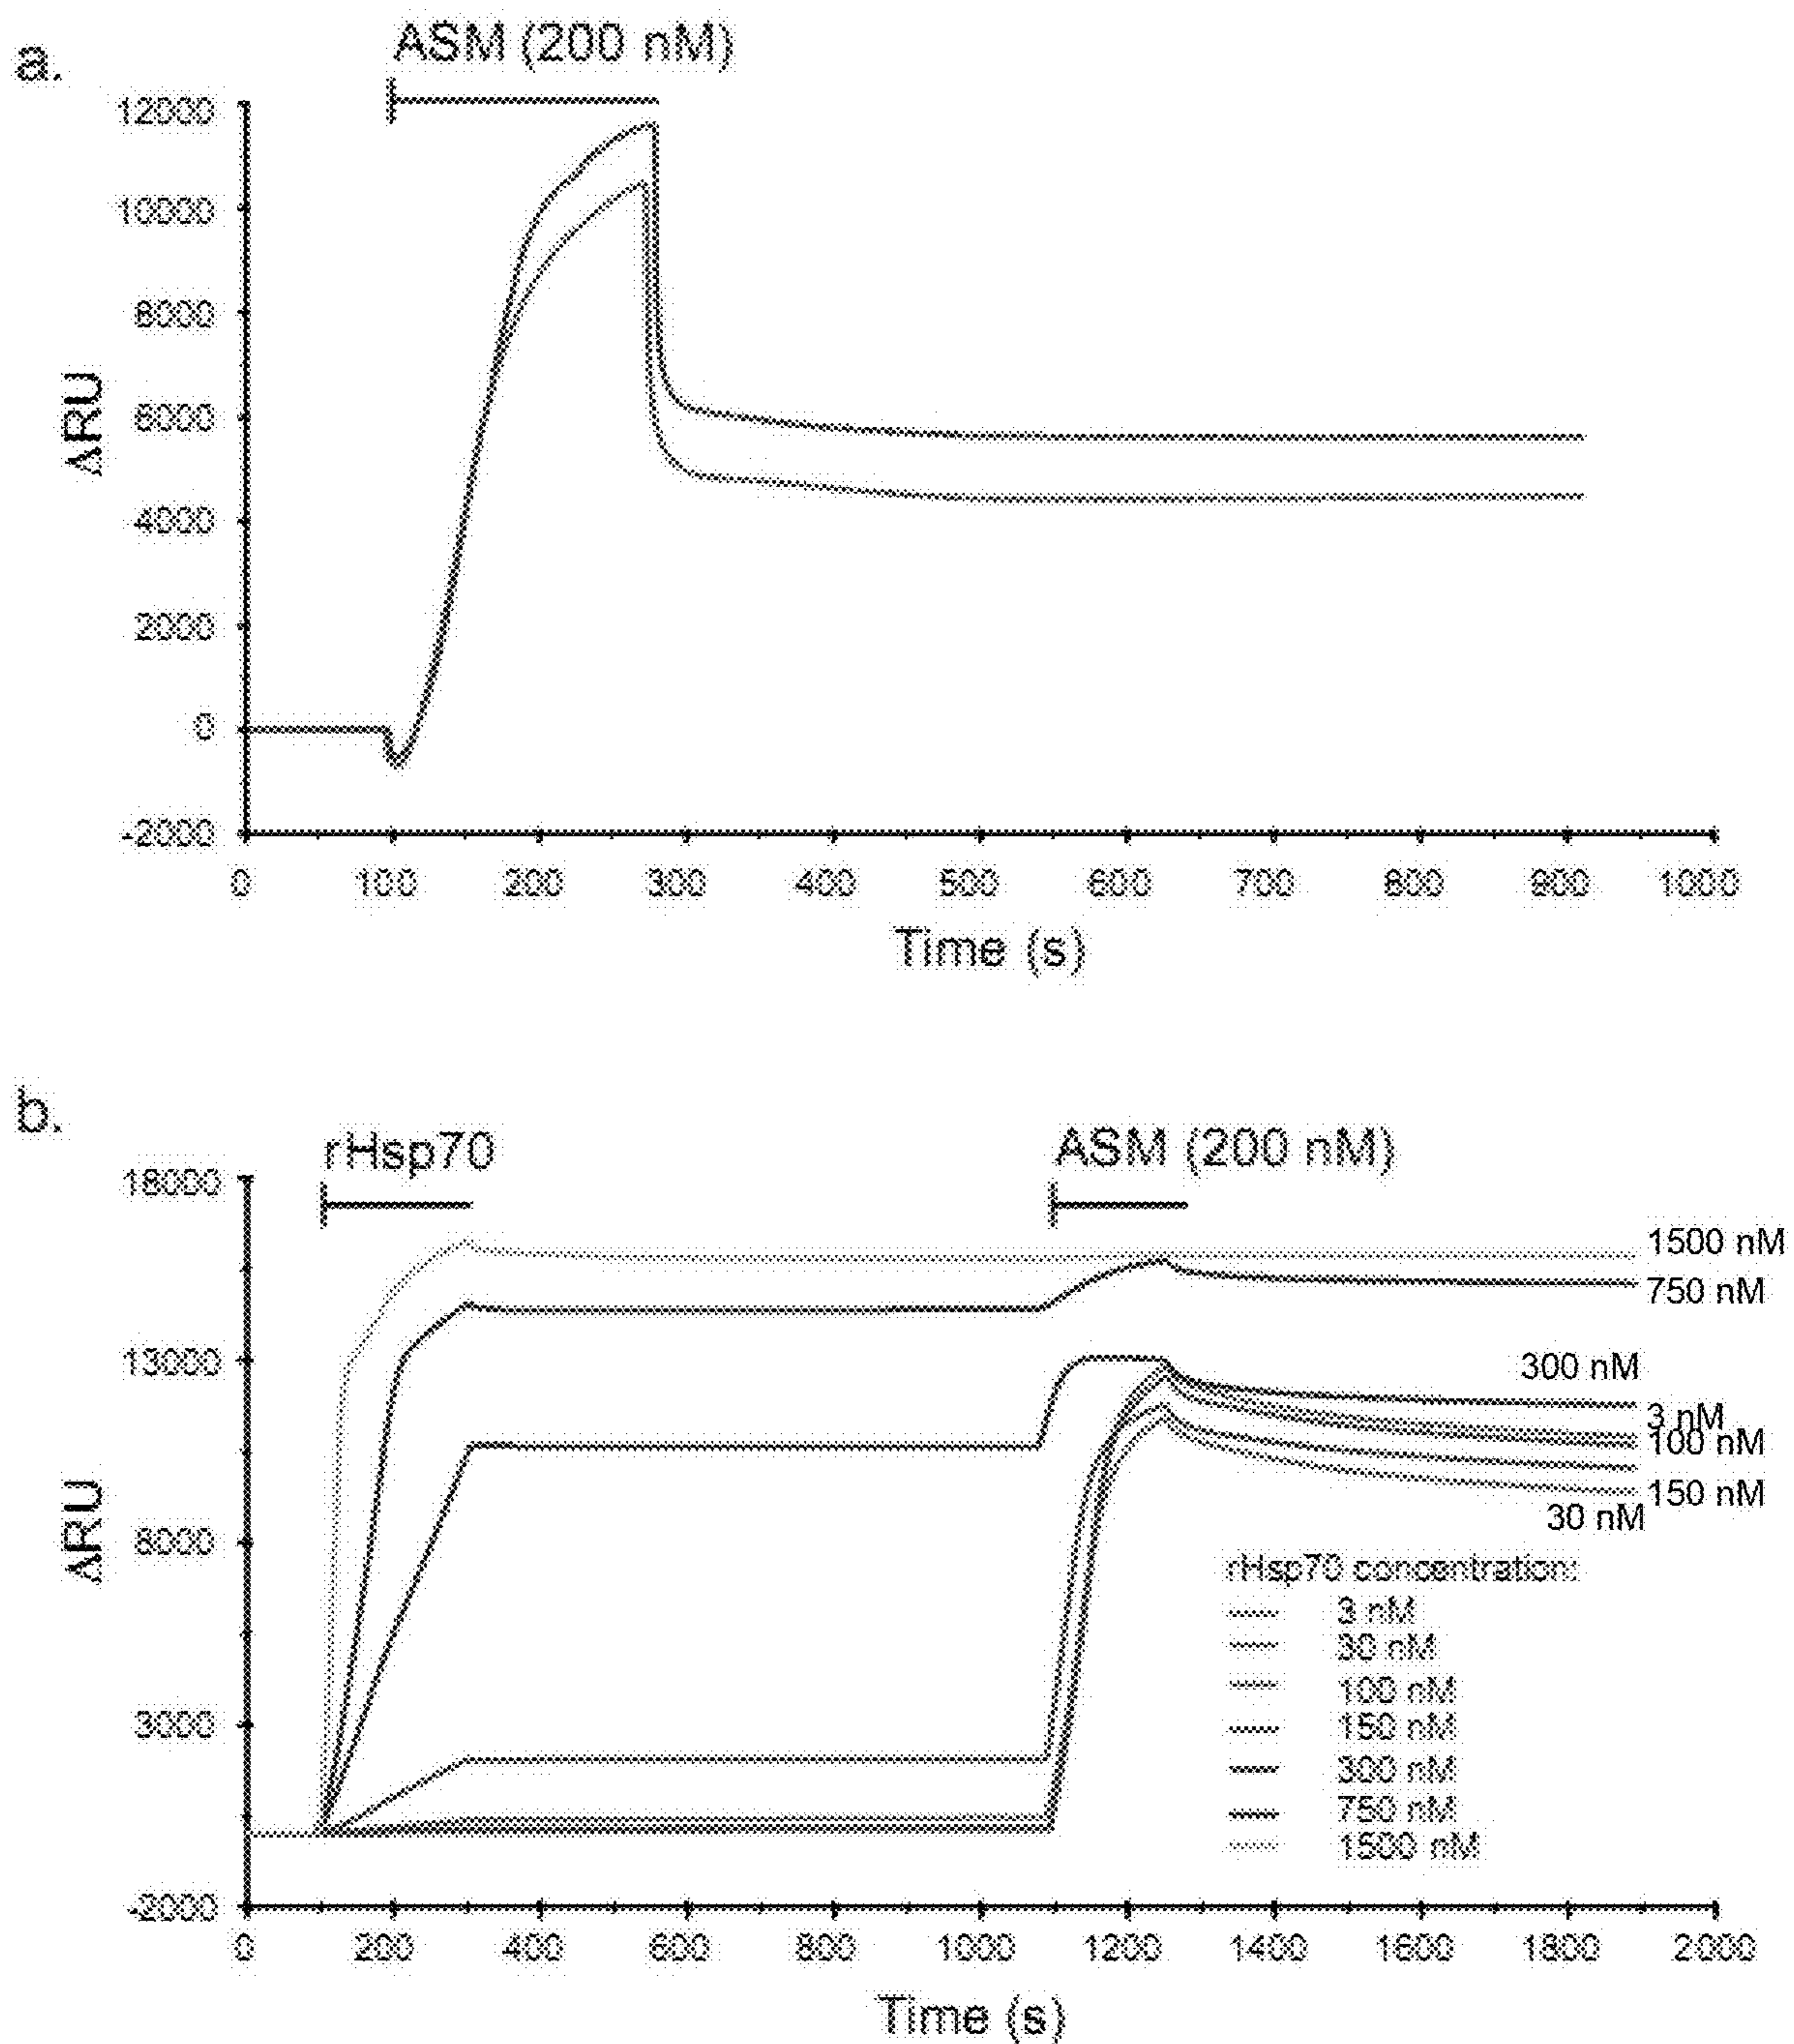 a.
ASM (200 nM)
12000
10000
8000
6000
4000
2000
0
-2000
ΔRU
0 100 200 300 400 500 600 700 800 900 1000
Time (s)
b.
rHsp70
ASM (200 nM)
18000
13000
8000
3000
-2000
ΔRU
1500 nM
750 nM
300 nM
3 nM
100 nM
150 nM
30 nM
rHsp70 concentration:
3 nM
30 nM
100 nM
150 nM
300 nM
750 nM
1500 nM
0 200 400 600 800 1000 1200 1400 1600 1800 2000
Time (s)